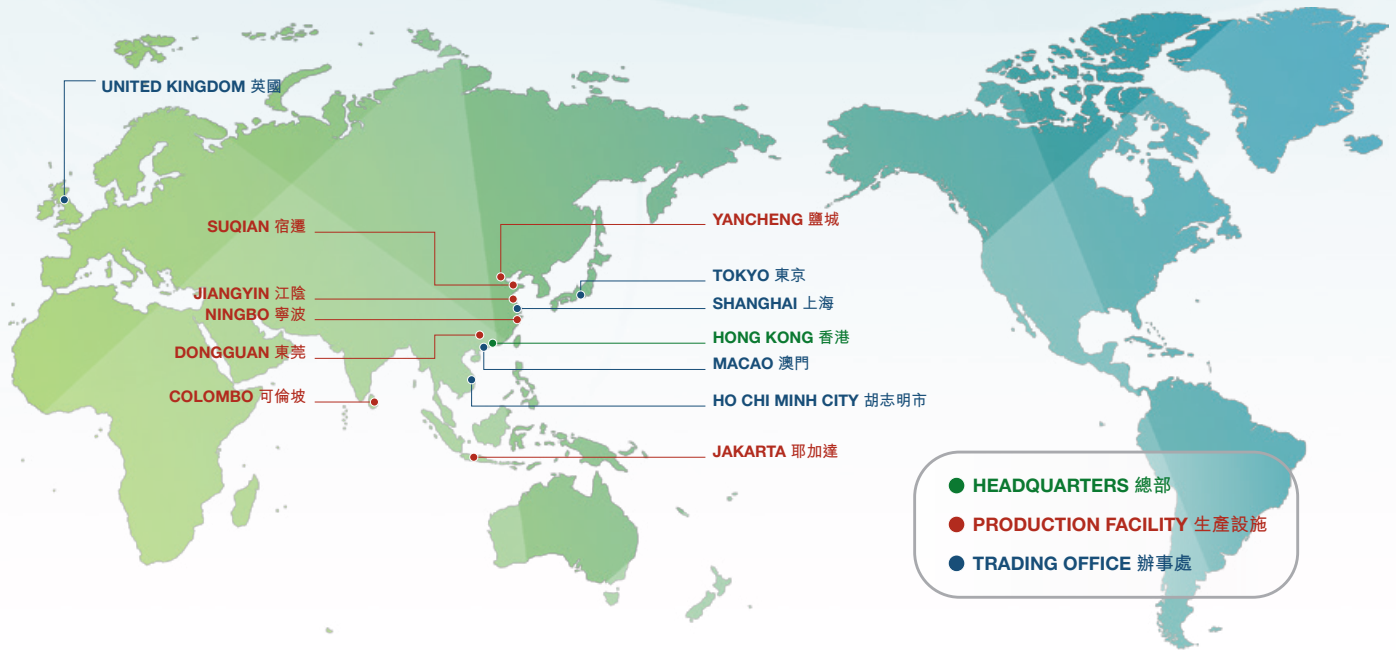 UNITED KINGDOM 英國
SUQIAN 宿遷
JIANGYIN 江陰
NINGBO 寧波
DONGGUAN 東莞
COLOMBO 可倫坡
YANCHENG 鹽城
TOKYO 東京
SHANGHAI 上海
HONG KONG 香港
MACAO 澳門
HO CHI MINH CITY 胡志明市
JAKARTA 耶加達
HEADQUARTERS 總部
PRODUCTION FACILITY 生產設施
TRADING OFFICE 辦事處